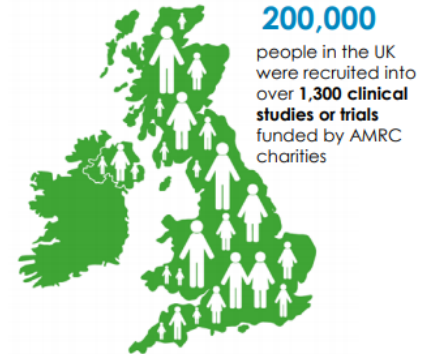 200,000
people in the UK
were recruited into
over 1,300 clinical
studies or trials
funded by AMRC
charities